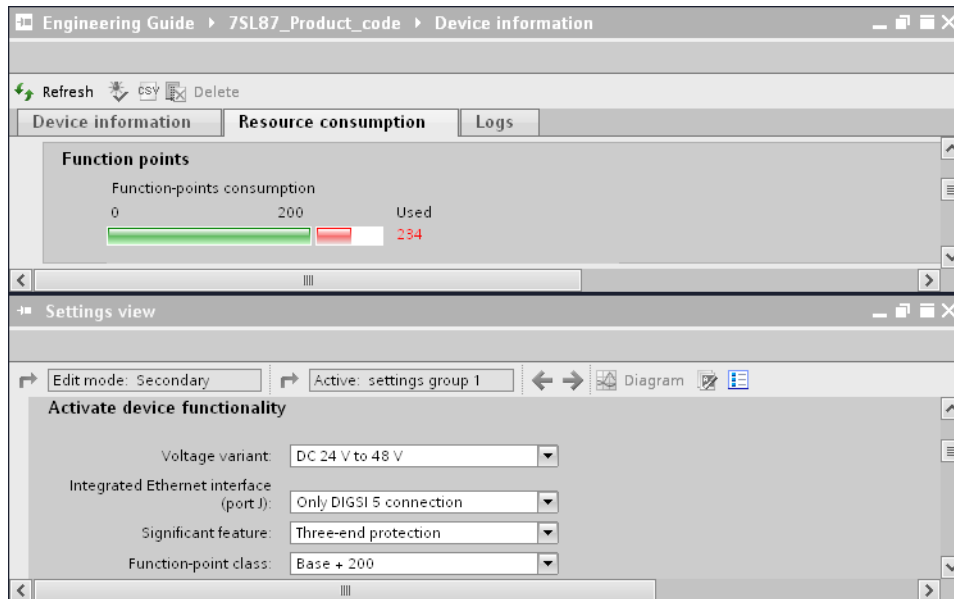 Engineering Guide ▸ 7SL87_Product_code ▸ Device information
Refresh CSV Delete
Device information Resource consumption Logs
Function points
Function-points consumption
0 200 Used
234
Settings view
Edit mode: Secondary Active: settings group 1 Diagram
Activate device functionality
Voltage variant: DC 24 V to 48 V
Integrated Ethernet interface
(port J): Only DIGSI 5 connection
Significant feature: Three-end protection
Function-point class: Base + 200